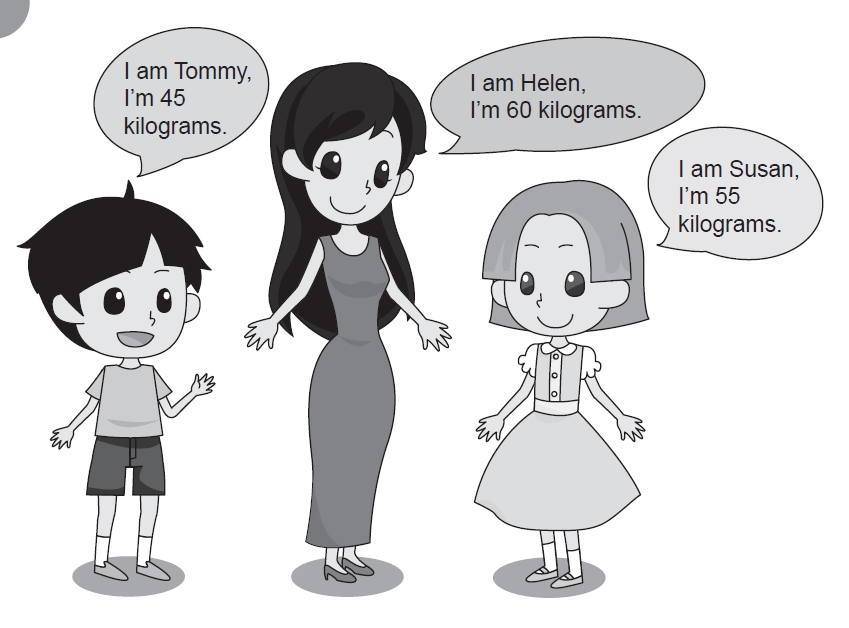 I am Tommy,
I'm 45
kilograms.
I am Helen,
I'm 60 kilograms.
I am Susan,
I'm 55
kilograms.